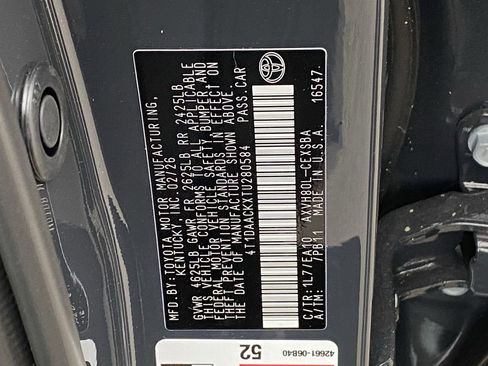 MFD.BY:TOYOTA MOTOR MANUFACTURING,
KENTUCKY, INC. 02/26
GVWR 4625LB GAWR FR 2625LB RR 2425LB
THIS VEHICLE CONFORMS TO ALL APPLICABLE
FEDERAL MOTOR VEHICLE SAFETY, BUMPER, AND
THEFT PREVENTION STANDARDS IN EFFECT ON
THE DATE OF MANUFACTURE SHOWN ABOVE.
4T1DAACKXTU280584 PASS.CAR
C/TR:1L7/EA10 AXVH80L-CEXSBA
A/TM: /PB11 MADE IN U.S.A. 16547.
42661-06B40
52